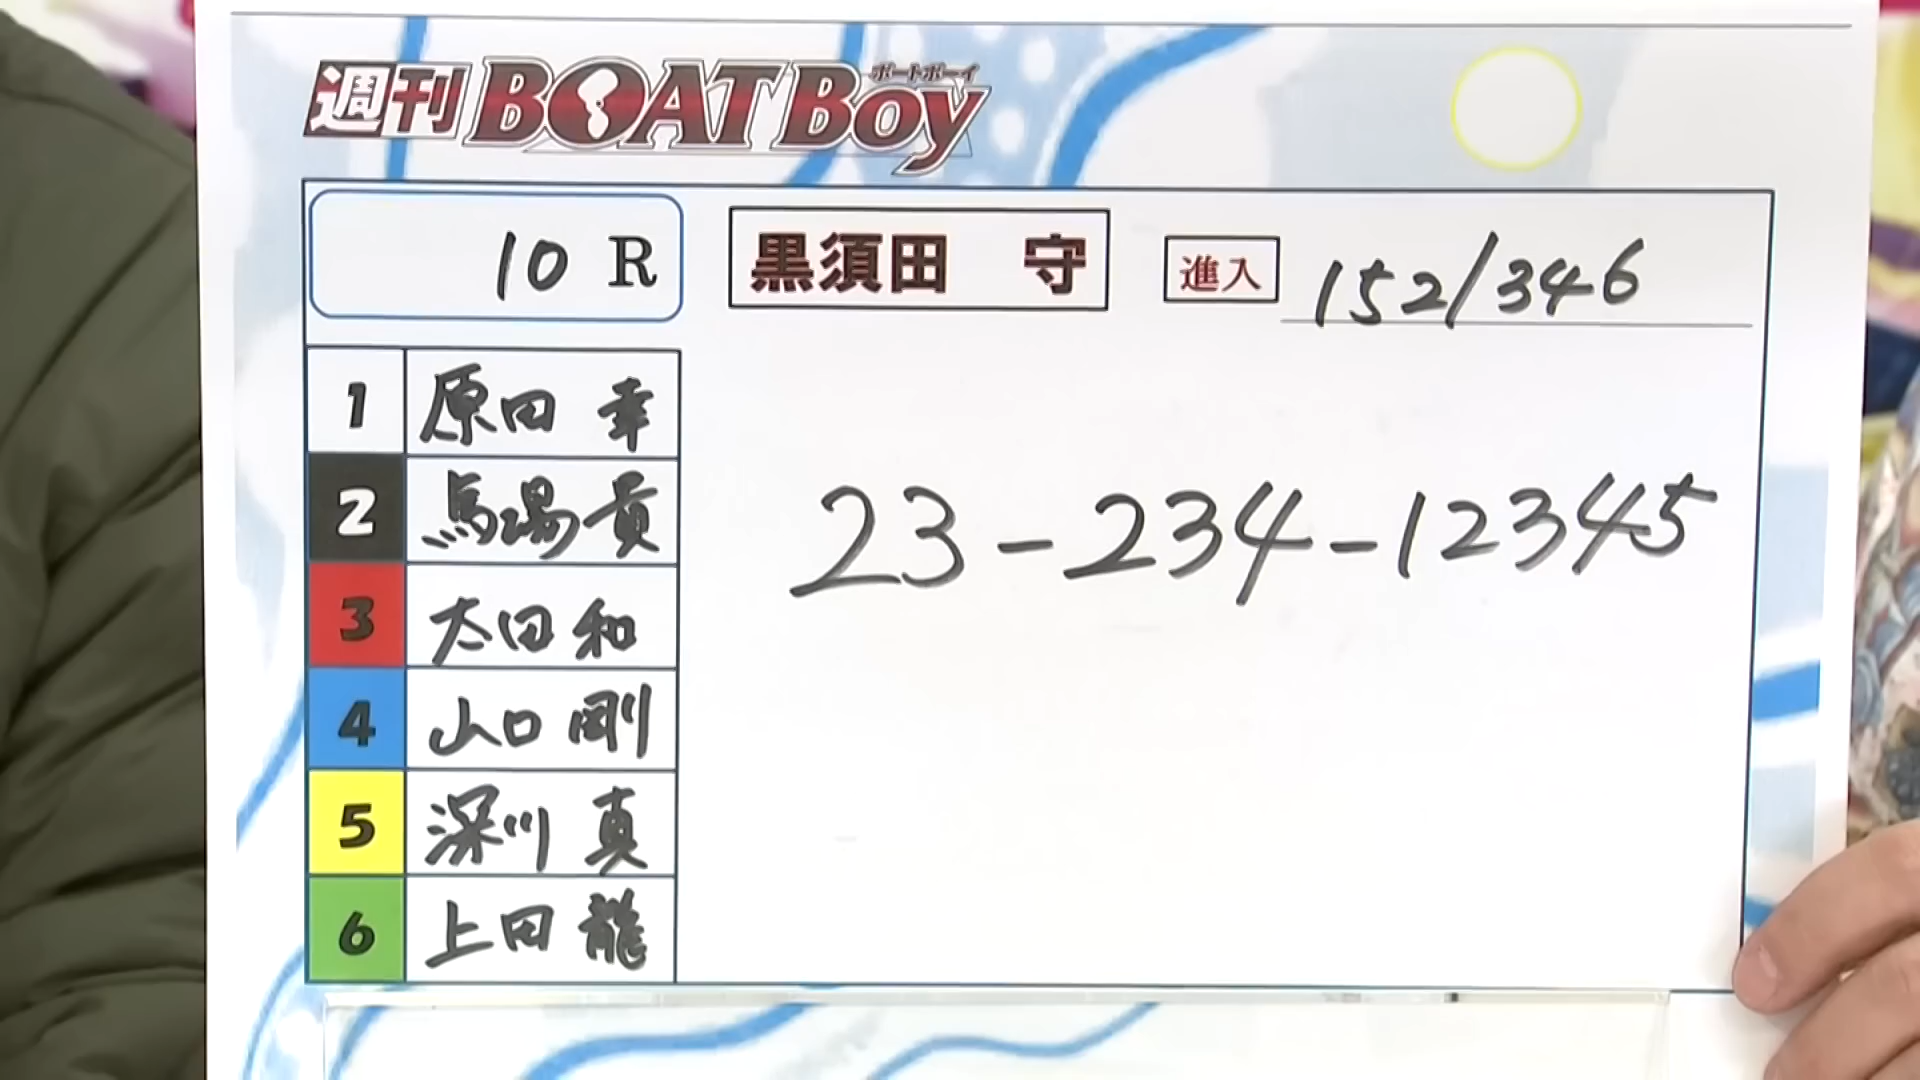 週刊 BOAT Boy ボートボーイ
10 R
黒須田 守
進入 152/346
1 原田 幸
2 馬場 貴
3 太田 和
4 山口 剛
5 深川 真
6 上田 龍
23-234-12345